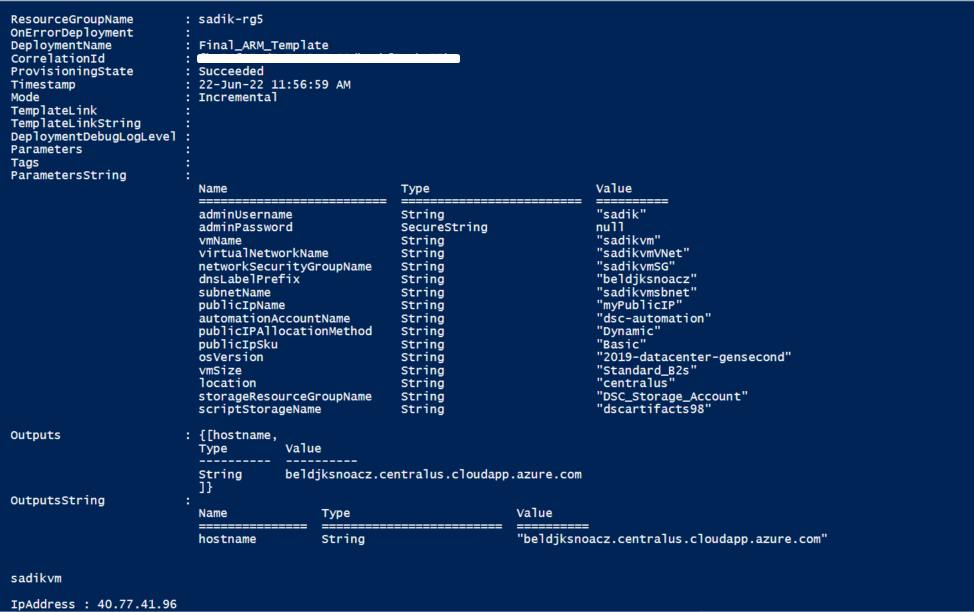 ResourceGroupName       : sadik-rg5
OnErrorDeployment       :
DeploymentName          : Final_ARM_Template
CorrelationId           :
ProvisioningState       : Succeeded
Timestamp               : 22-Jun-22 11:56:59 AM
Mode                    : Incremental
TemplateLink            :
TemplateLinkString      :
DeploymentDebugLogLevel :
Parameters              :
Tags                    :
ParametersString        :
Name                       Type                       Value
========================== ========================= ==========
adminUsername              String                     "sadik"
adminPassword              SecureString               null
vmName                     String                     "sadikvm"
virtualNetworkName         String                     "sadikvmVNet"
networkSecurityGroupName   String                     "sadikvmSG"
dnsLabelPrefix             String                     "beldjksnoacz"
subnetName                 String                     "sadikvmsbnet"
publicIpName               String                     "myPublicIP"
automationAccountName      String                     "dsc-automation"
publicIPAllocationMethod   String                     "Dynamic"
publicIpSku                String                     "Basic"
osVersion                  String                     "2019-datacenter-gensecond"
vmSize                     String                     "Standard_B2s"
location                   String                     "centralus"
storageResourceGroupName   String                     "DSC_Storage_Account"
scriptStorageName          String                     "dscartifacts98"
Outputs                 : {[hostname,
Type        Value
----------  ----------
String      beldjksnoacz.centralus.cloudapp.azure.com
]}
OutputsString           :
Name             Type                       Value
===============  =========================  ==========
hostname         String                     "beldjksnoacz.centralus.cloudapp.azure.com"
sadikvm
IpAddress : 40.77.41.96